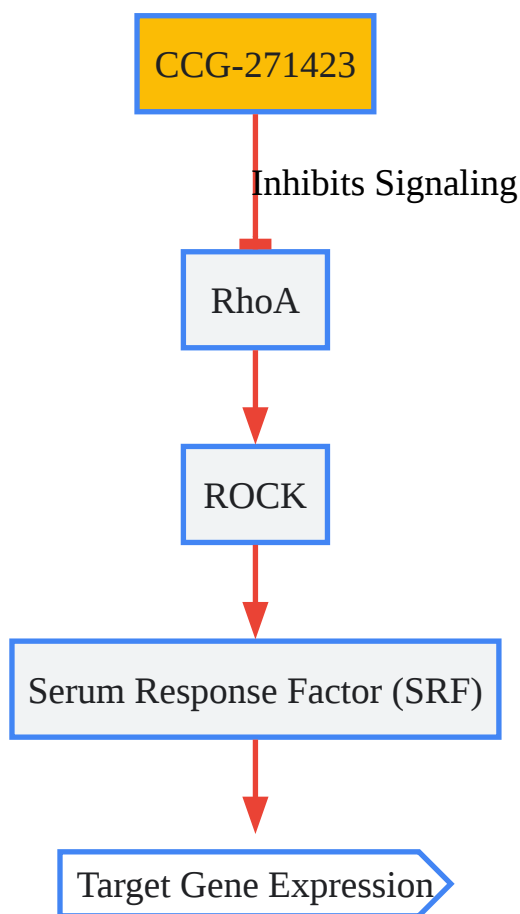 CCG-271423
Inhibits Signaling
RhoA
ROCK
Serum Response Factor (SRF)
Target Gene Expression